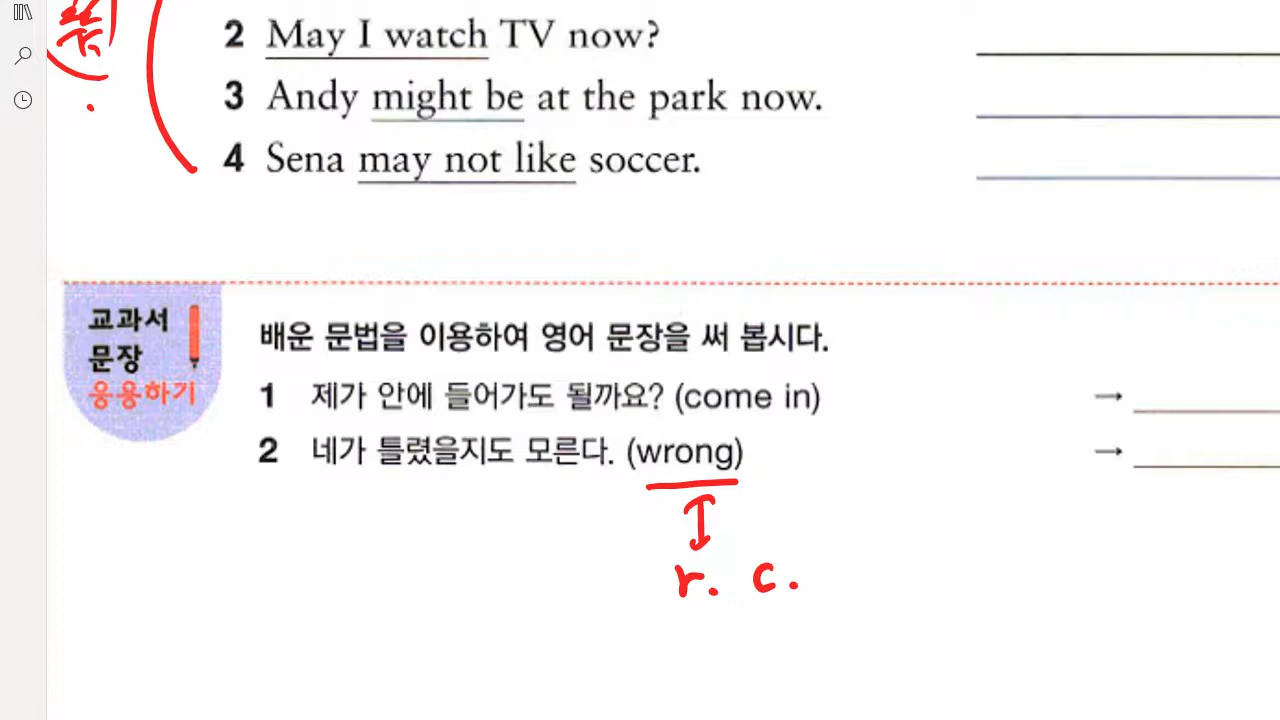 2 May I watch TV now?
3 Andy might be at the park now.
4 Sena may not like soccer.
교과서
문장
응용하기
배운 문법을 이용하여 영어 문장을 써 봅시다.
1 제가 안에 들어가도 될까요? (come in) →
2 네가 틀렸을지도 모른다. (wrong) →
r. c.